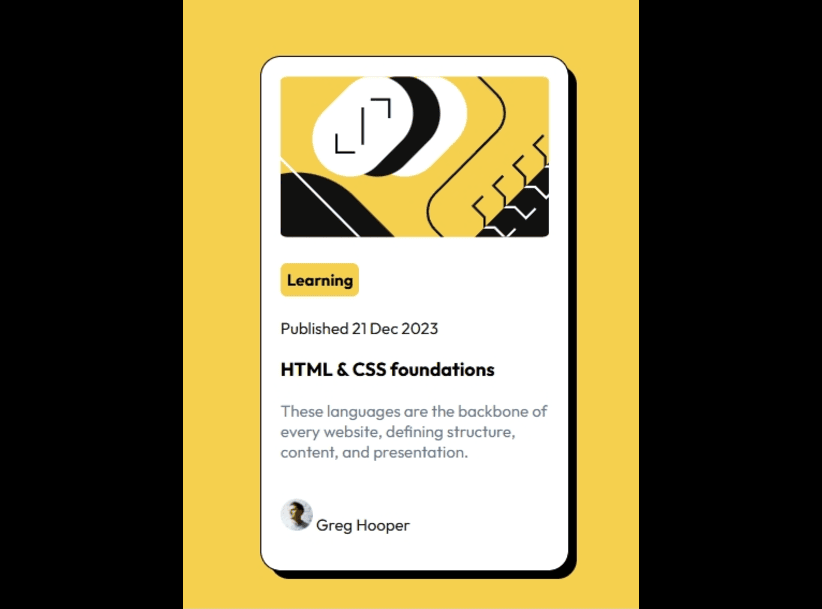 Learning
Published 21 Dec 2023
HTML & CSS foundations
These languages are the backbone of
every website, defining structure,
content, and presentation.
Greg Hooper